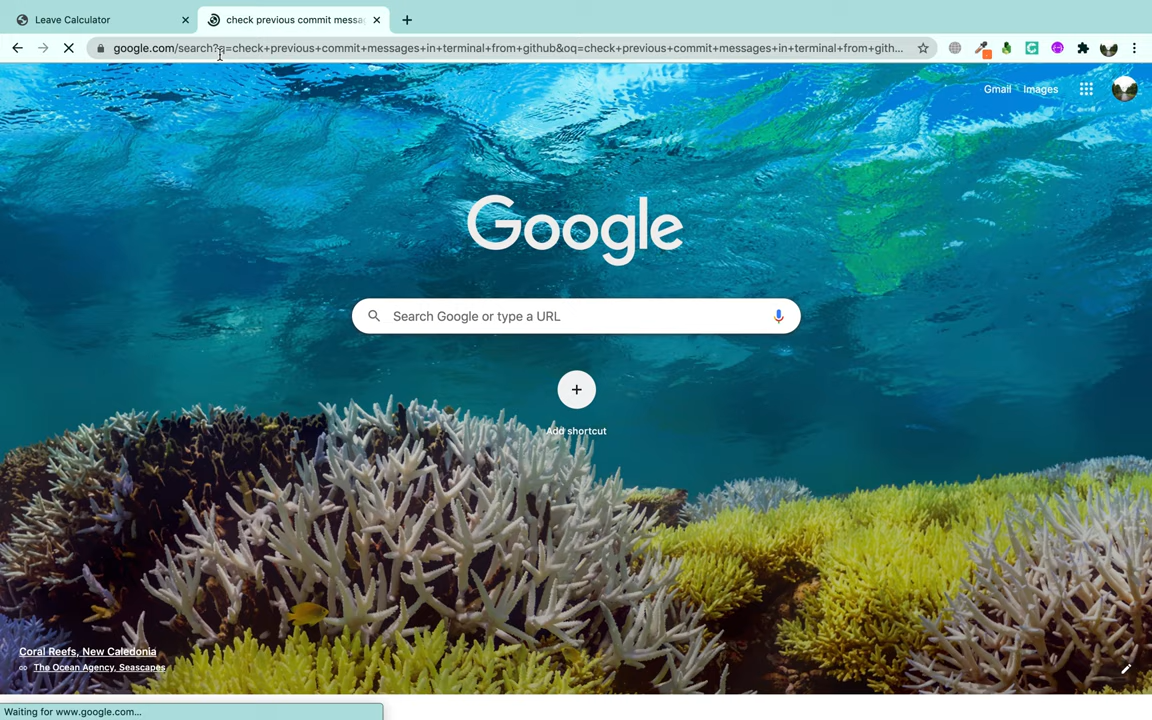 Leave Calculator
check previous commit messa
google.com/search?q=check+previous+commit+messages+in+terminal+from+github&oq=check+previous+commit+messages+in+terminal+from+gith...
Gmail Images
Google
Search Google or type a URL
Add shortcut
Coral Reefs, New Caledonia
The Ocean Agency, Seascapes
Waiting for www.google.com...